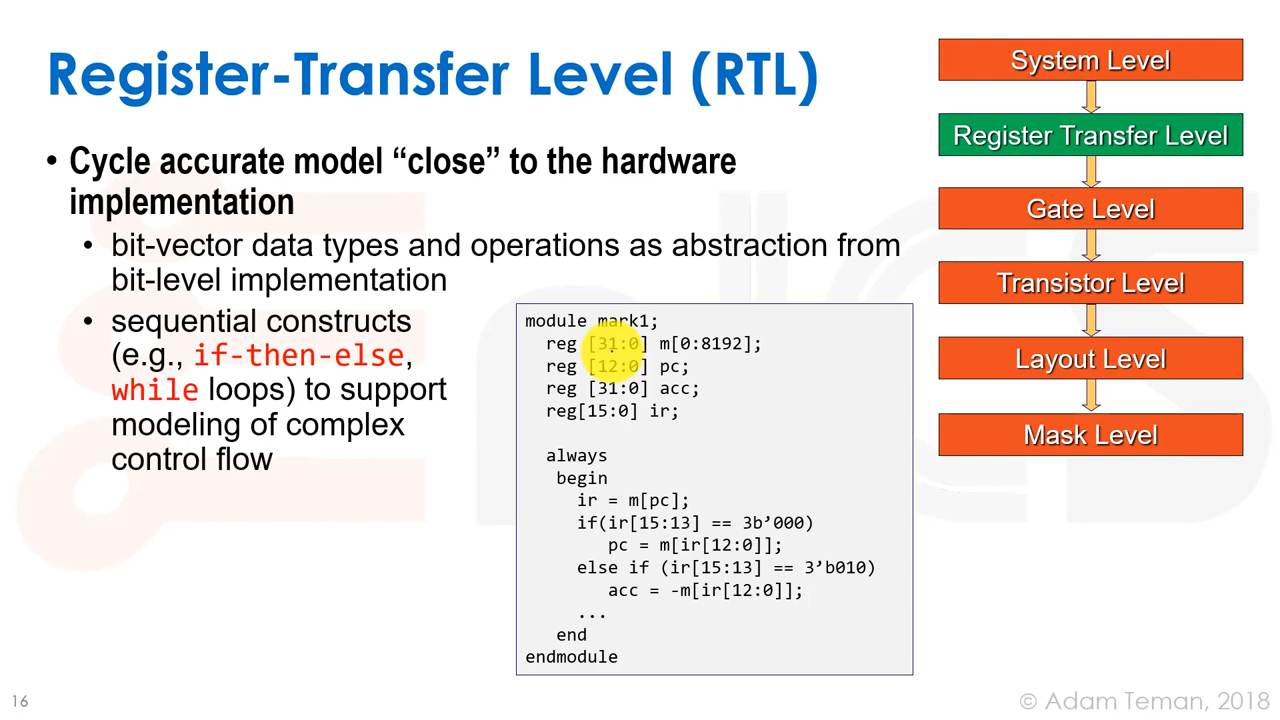 Register-Transfer Level (RTL)
• Cycle accurate model “close” to the hardware
implementation
• bit-vector data types and operations as abstraction from
bit-level implementation
• sequential constructs
(e.g., if-then-else,
while loops) to support
modeling of complex
control flow
module mark1;
reg [31:0] m[0:8192];
reg [12:0] pc;
reg [31:0] acc;
reg[15:0] ir;
always
begin
ir = m[pc];
if(ir[15:13] == 3b’000)
pc = m[ir[12:0]];
else if (ir[15:13] == 3’b010)
acc = -m[ir[12:0]];
...
end
endmodule
System Level
Register Transfer Level
Gate Level
Transistor Level
Layout Level
Mask Level
16
© Adam Teman, 2018